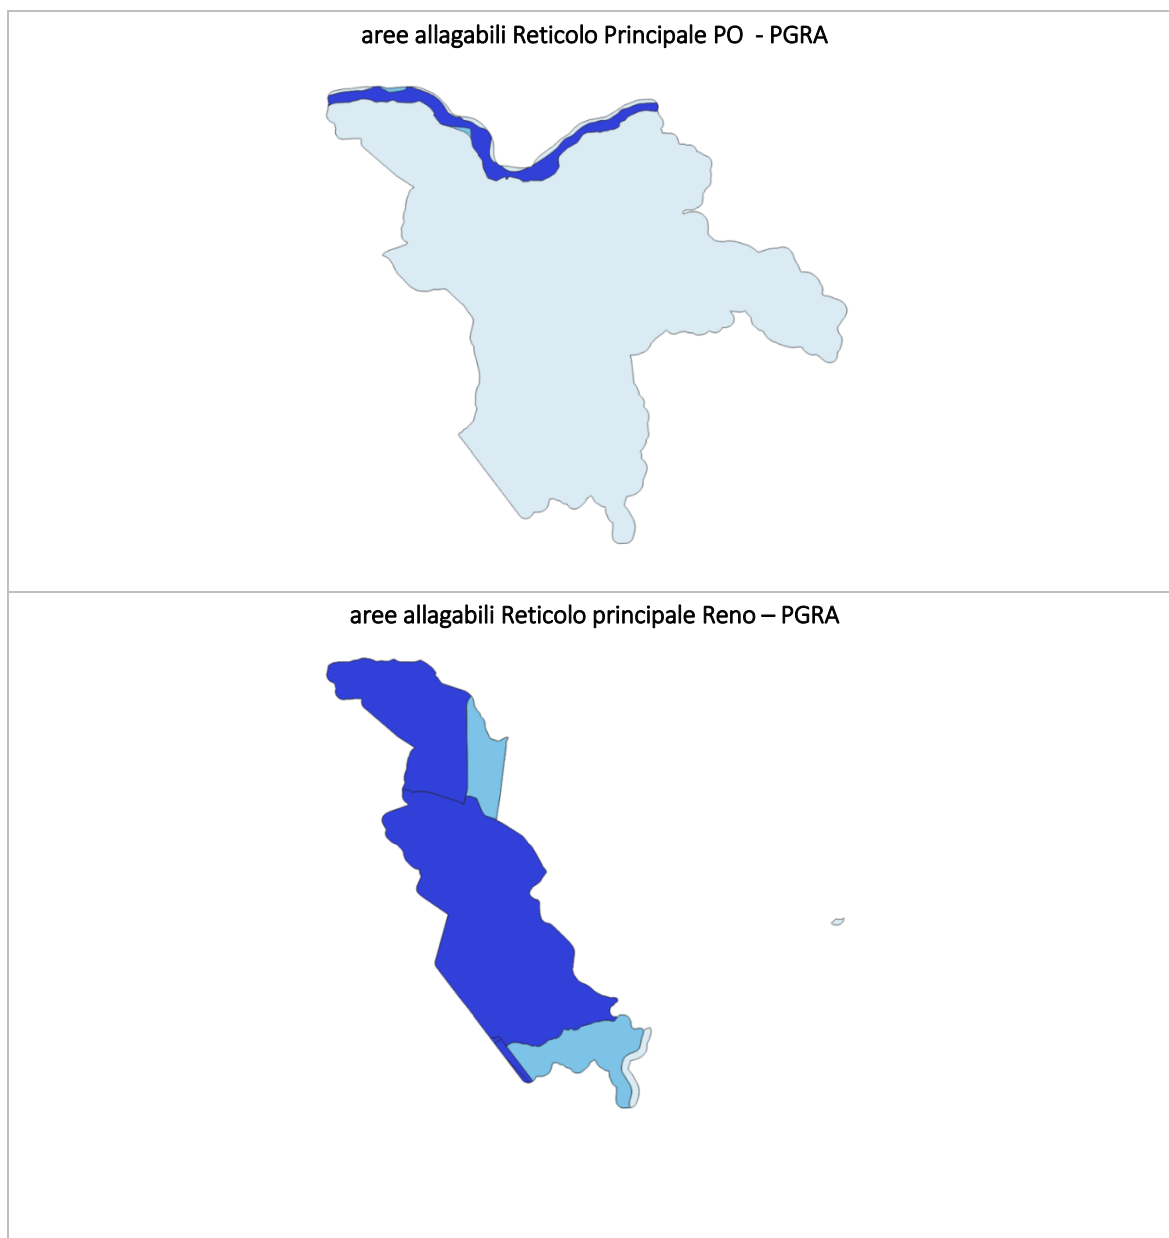 aree allagabili Reticolo Principale PO - PGRA
aree allagabili Reticolo principale Reno – PGRA